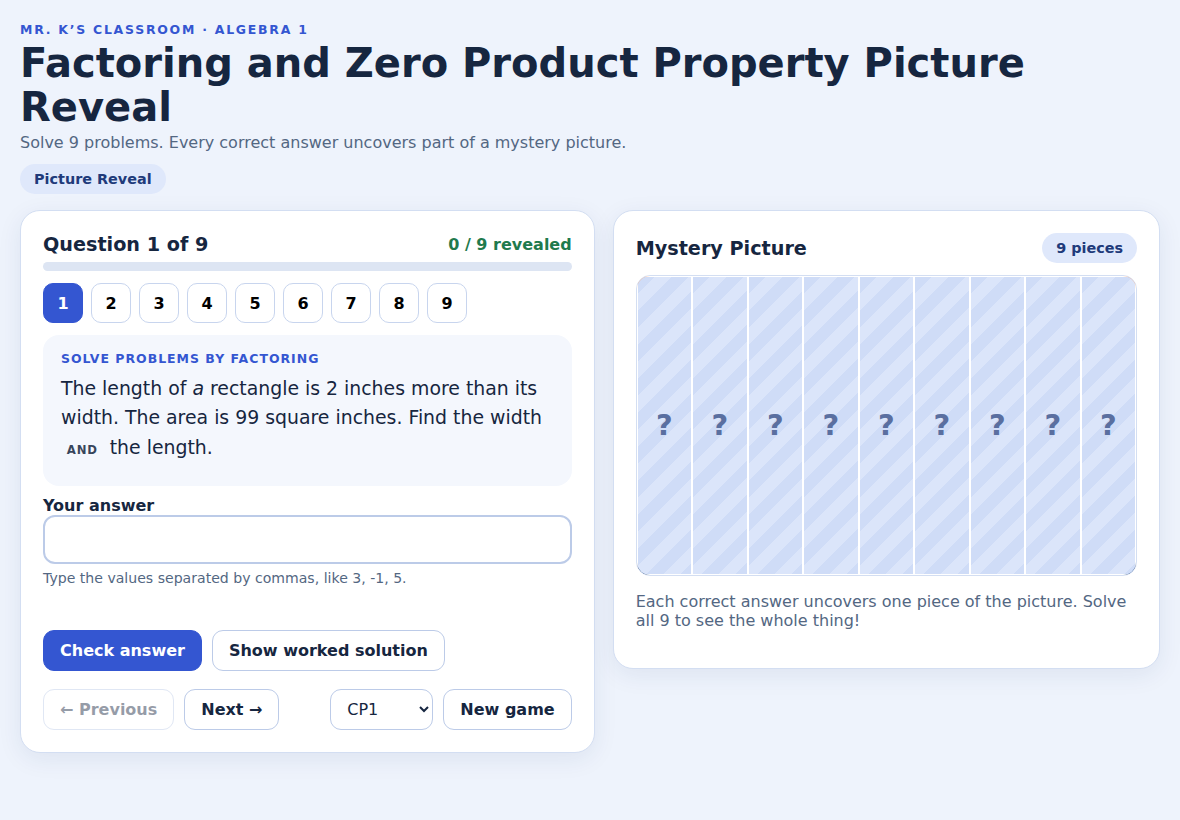 MR. K’S CLASSROOM · ALGEBRA 1
Factoring and Zero Product Property Picture
Reveal
Solve 9 problems. Every correct answer uncovers part of a mystery picture.
Picture Reveal
Question 1 of 9
0 / 9 revealed
1 2 3 4 5 6 7 8 9
SOLVE PROBLEMS BY FACTORING
The length of a rectangle is 2 inches more than its
width. The area is 99 square inches. Find the width
AND the length.
Your answer
Type the values separated by commas, like 3, -1, 5.
Check answer
Show worked solution
← Previous
Next →
CP1
New game
Mystery Picture
9 pieces
? ? ? ? ? ? ? ? ?
Each correct answer uncovers one piece of the picture. Solve
all 9 to see the whole thing!